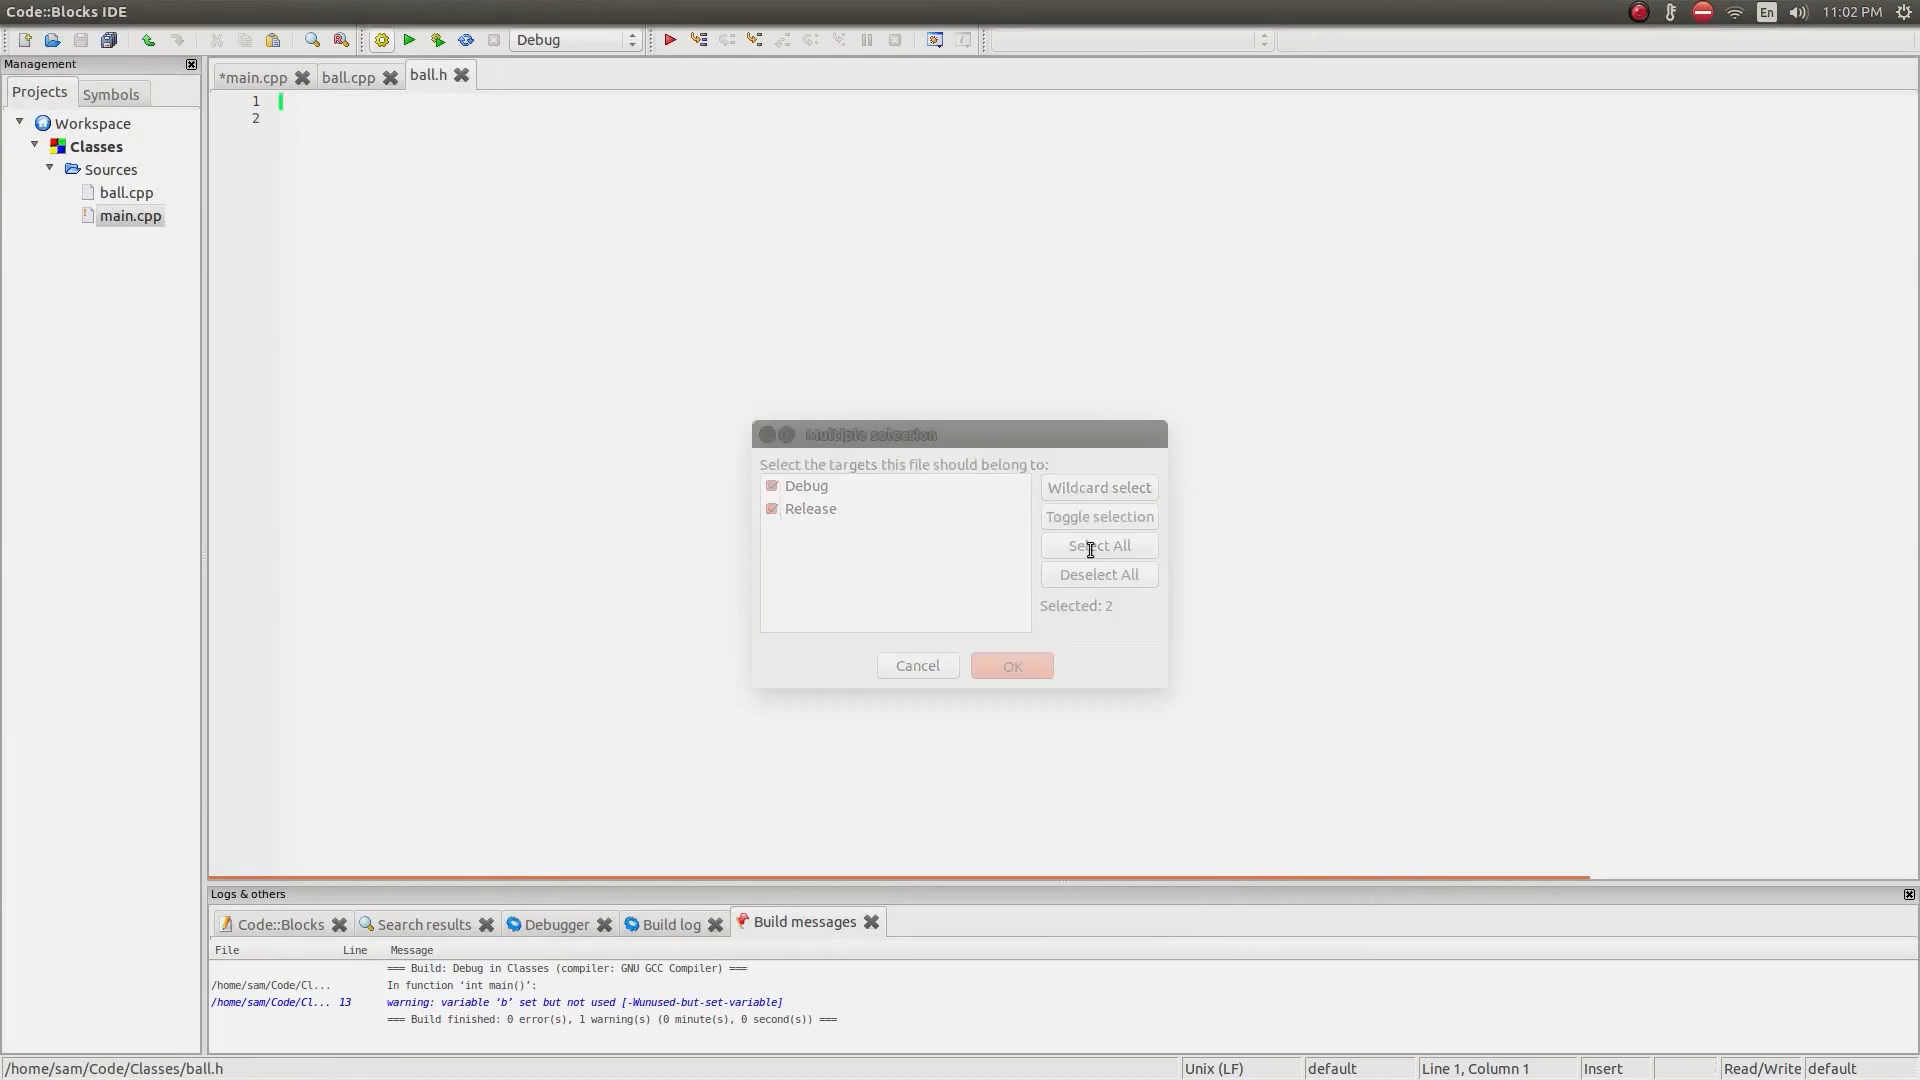 Code::Blocks IDE
En
11:02 PM
Debug
Management
Projects
Symbols
Workspace
Classes
Sources
ball.cpp
main.cpp
*main.cpp
ball.cpp
ball.h
1
2
Multiple selection
Select the targets this file should belong to:
Debug
Release
Wildcard select
Toggle selection
Select All
Deselect All
Selected: 2
Cancel
OK
Logs & others
Code::Blocks
Search results
Debugger
Build log
Build messages
File Line Message
=== Build: Debug in Classes (compiler: GNU GCC Compiler) ===
/home/sam/Code/Cl... In function ‘int main()’:
/home/sam/Code/Cl... 13 warning: variable ‘b’ set but not used [-Wunused-but-set-variable]
=== Build finished: 0 error(s), 1 warning(s) (0 minute(s), 0 second(s)) ===
/home/sam/Code/Classes/ball.h
Unix (LF)
default
Line 1, Column 1
Insert
Read/Write
default